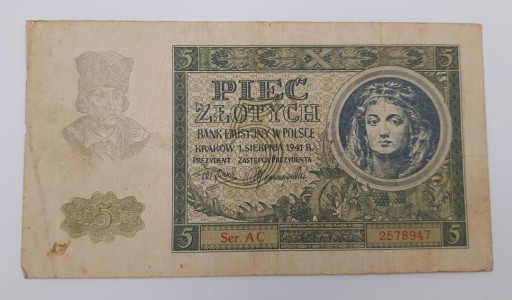 5 5
PIĘĆ
ZŁOTYCH
BANK EMISYJNY W POLSCE
KRAKÓW, 1. SIERPNIA 1941 R.
PREZYDENT ZASTĘPCA PREZYDENTA
5
5 Ser. AC 2578947 5